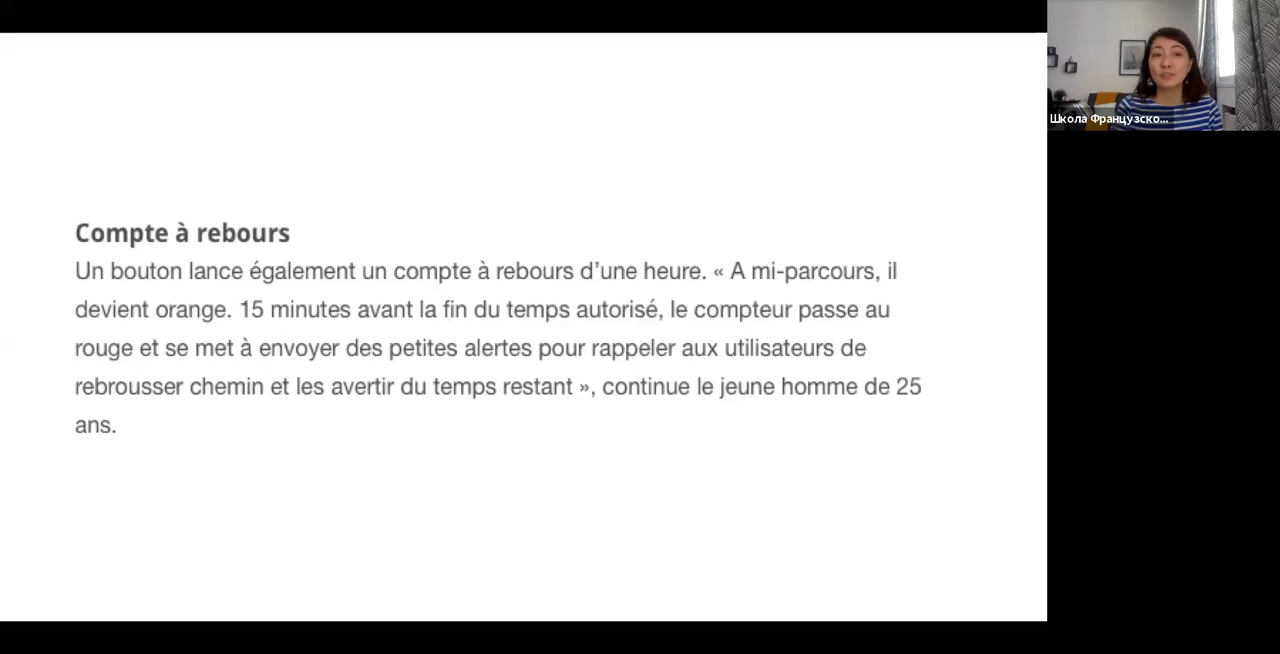 Compte à rebours
Un bouton lance également un compte à rebours d’une heure. « A mi-parcours, il
devient orange. 15 minutes avant la fin du temps autorisé, le compteur passe au
rouge et se met à envoyer des petites alertes pour rappeler aux utilisateurs de
rebrousser chemin et les avertir du temps restant », continue le jeune homme de 25
ans.
Школа Французско...